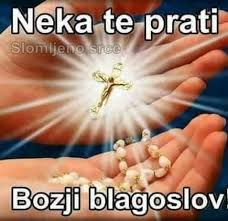 Neka te prati
Slomljeno srce
Bozji blagoslov!